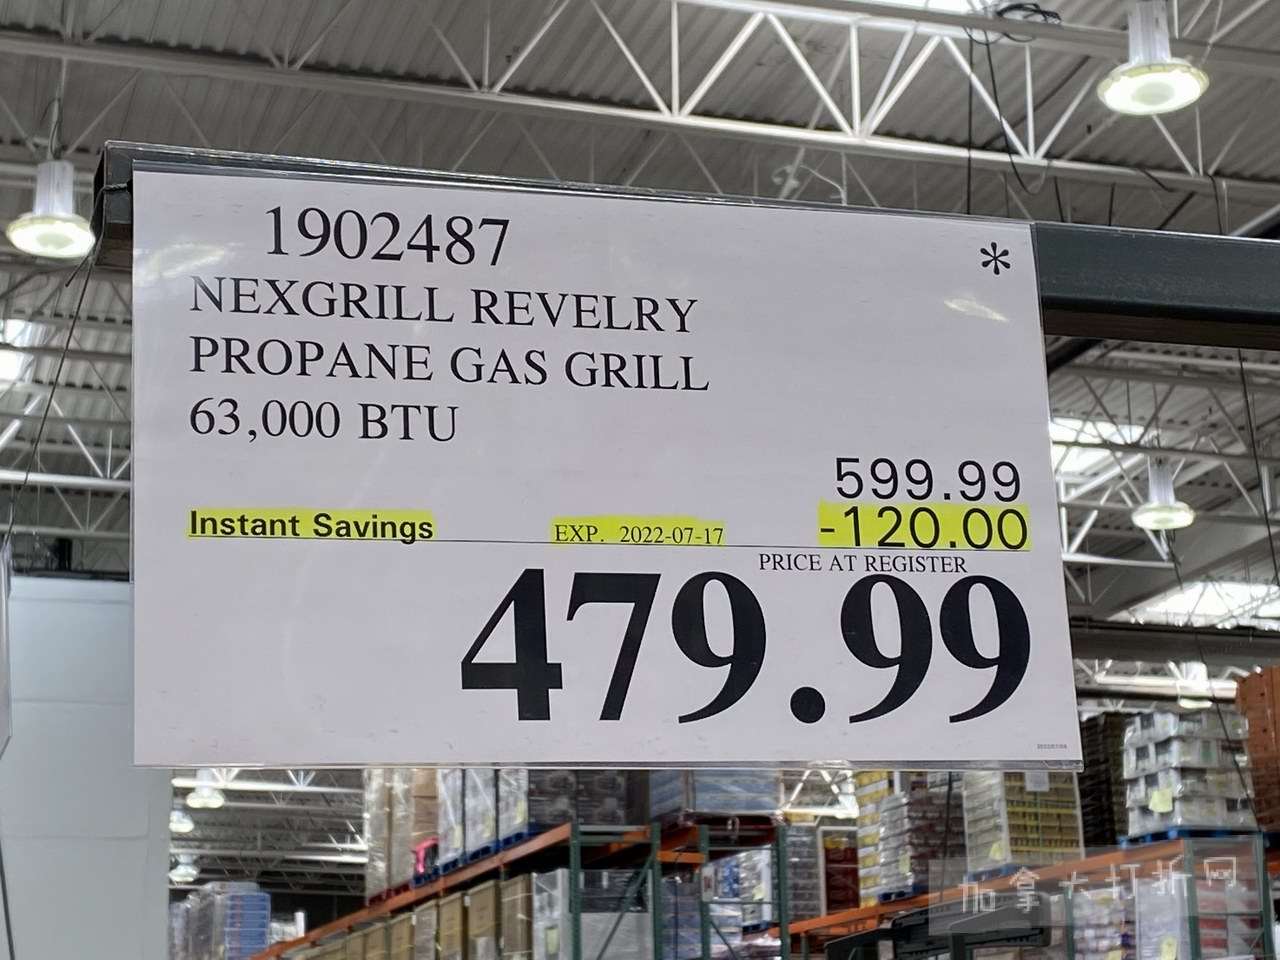 1902487
*
NEXGRILL REVELRY
PROPANE GAS GRILL
63,000 BTU
599.99
Instant Savings EXP. 2022-07-17 -120.00
PRICE AT REGISTER
479.99
加拿大打折网